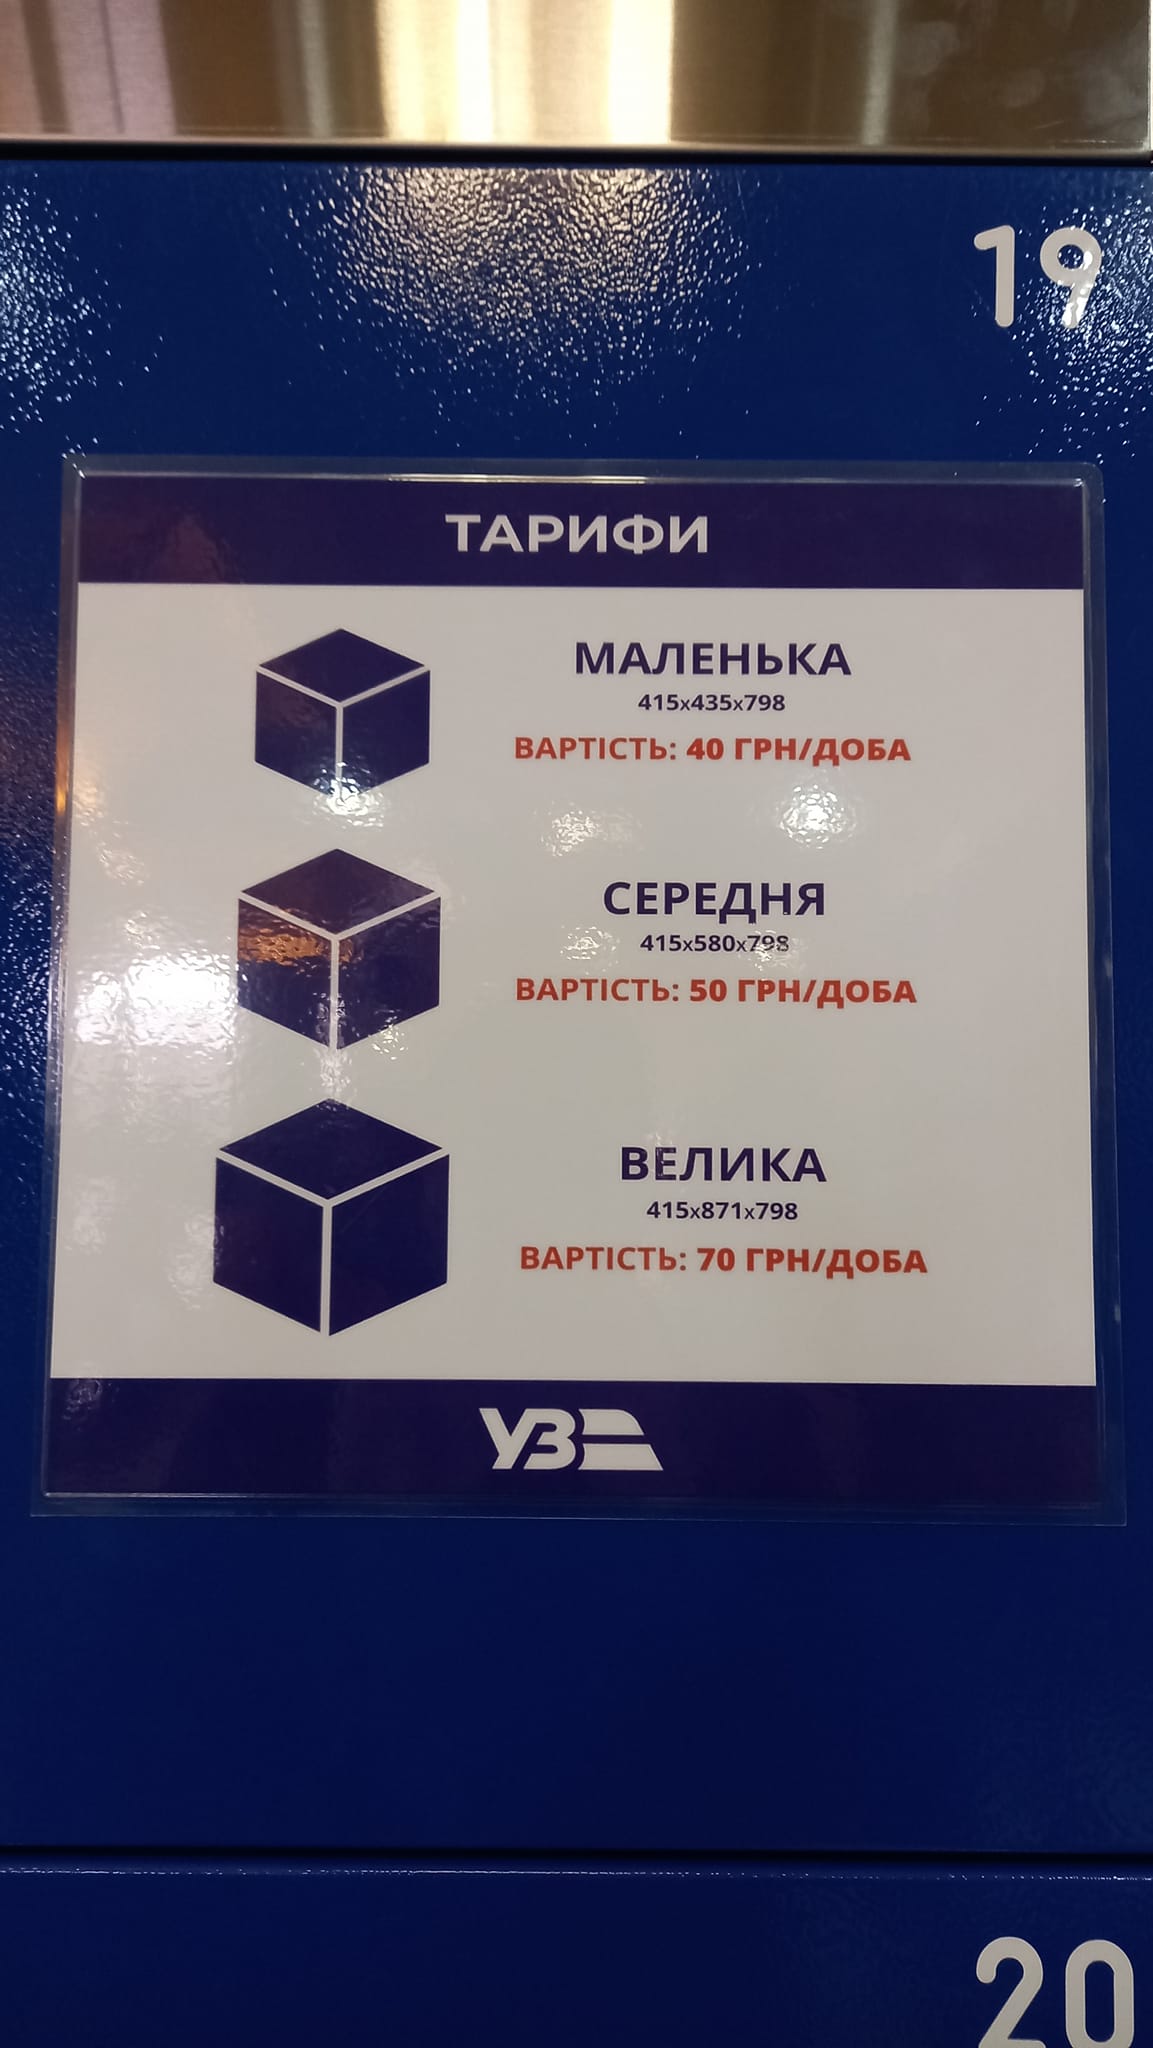 19
ТАРИФИ
МАЛЕНЬКА
415x435x798
ВАРТІСТЬ: 40 ГРН/ДОБА
СЕРЕДНЯ
415x580x798
ВАРТІСТЬ: 50 ГРН/ДОБА
ВЕЛИКА
415x871x798
ВАРТІСТЬ: 70 ГРН/ДОБА
УЗ
20